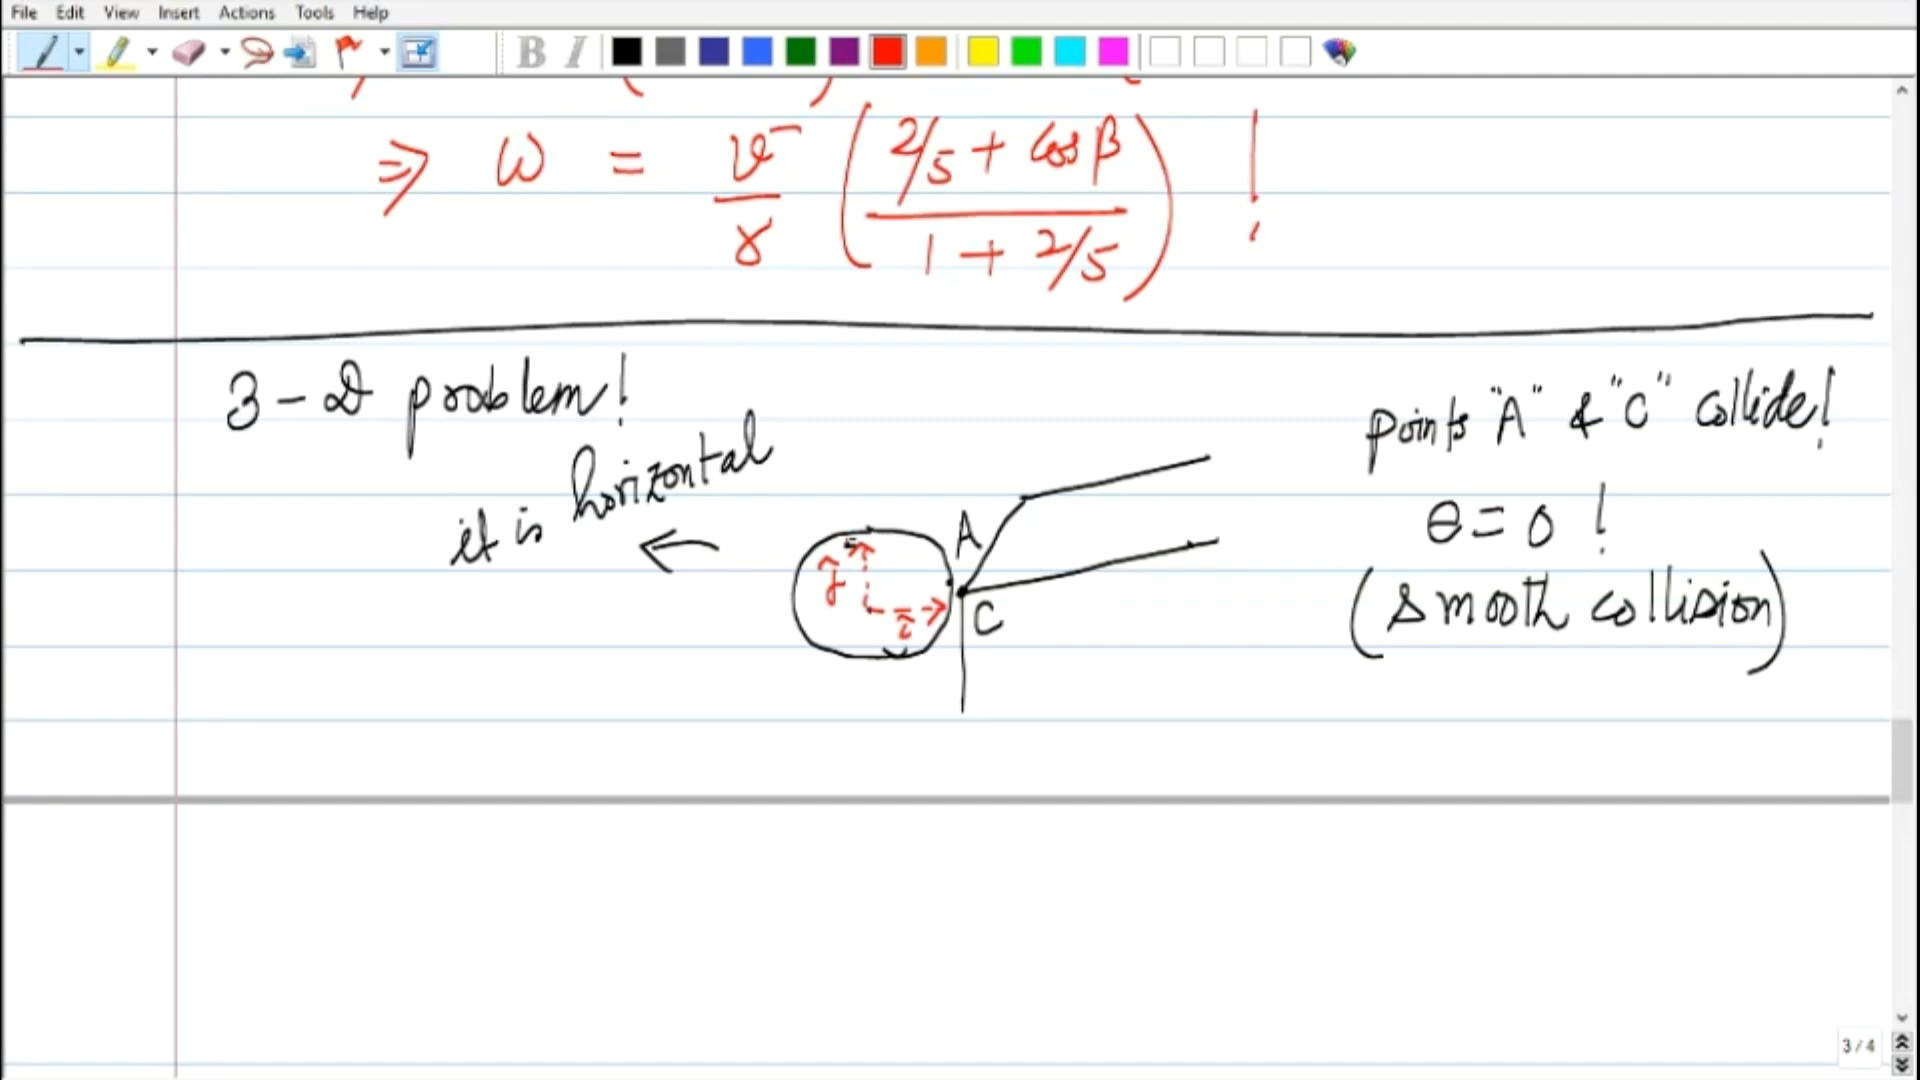 File Edit View Insert Actions Tools Help
B I
⇒ ω = v⁻/r ( (2/5 + cos β) / (1 + 2/5) ) !
3-D problem!
it is horizontal
←
points "A" & "C" collide!
e = 0 !
(smooth collision)
A
ĵ
î
C
3 / 4